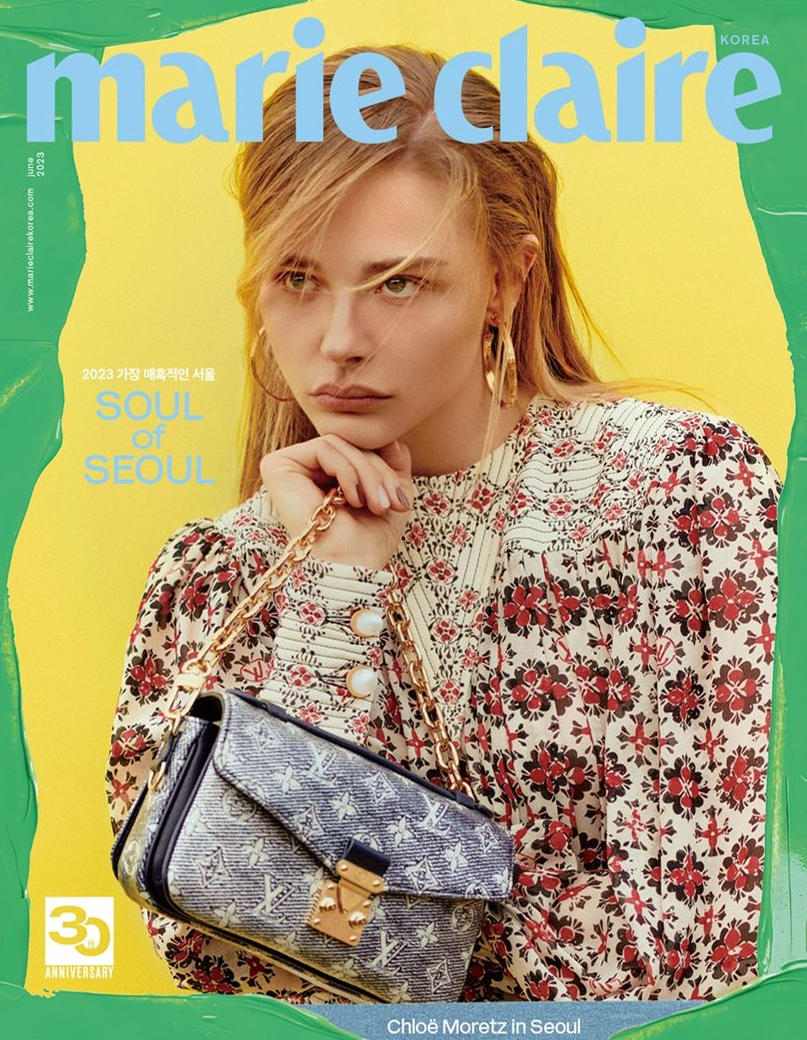 marie claire
KOREA
june
2023
www.marieclairekorea.com
2023 가장 매혹적인 서울
SOUL
of
SEOUL
30th
ANNIVERSARY
Chloë Moretz in Seoul